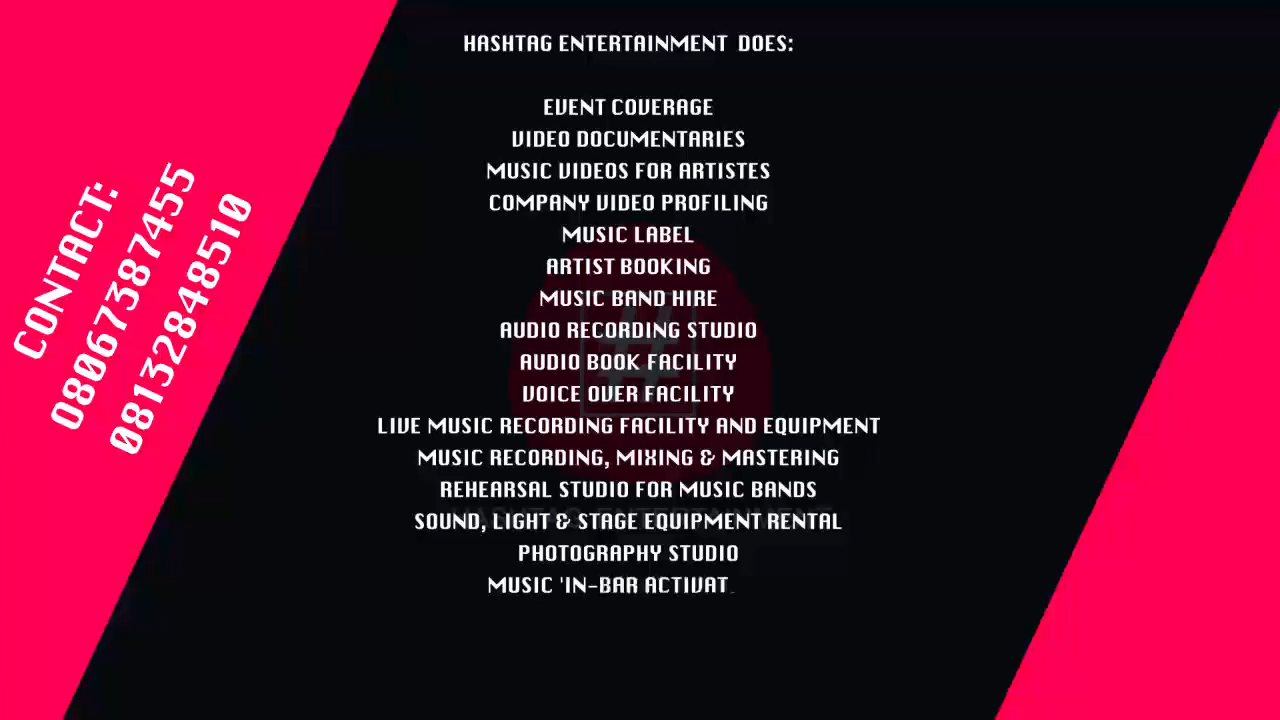 HASHTAG ENTERTAINMENT DOES:
EVENT COVERAGE
VIDEO DOCUMENTARIES
MUSIC VIDEOS FOR ARTISTES
COMPANY VIDEO PROFILING
MUSIC LABEL
ARTIST BOOKING
MUSIC BAND HIRE
AUDIO RECORDING STUDIO
AUDIO BOOK FACILITY
VOICE OVER FACILITY
LIVE MUSIC RECORDING FACILITY AND EQUIPMENT
MUSIC RECORDING, MIXING & MASTERING
REHEARSAL STUDIO FOR MUSIC BANDS
SOUND, LIGHT & STAGE EQUIPMENT RENTAL
PHOTOGRAPHY STUDIO
MUSIC 'IN-BAR ACTIVAT
CONTACT:
08067387455
08132848510
#
HASHTAG ENTERTAINMENT